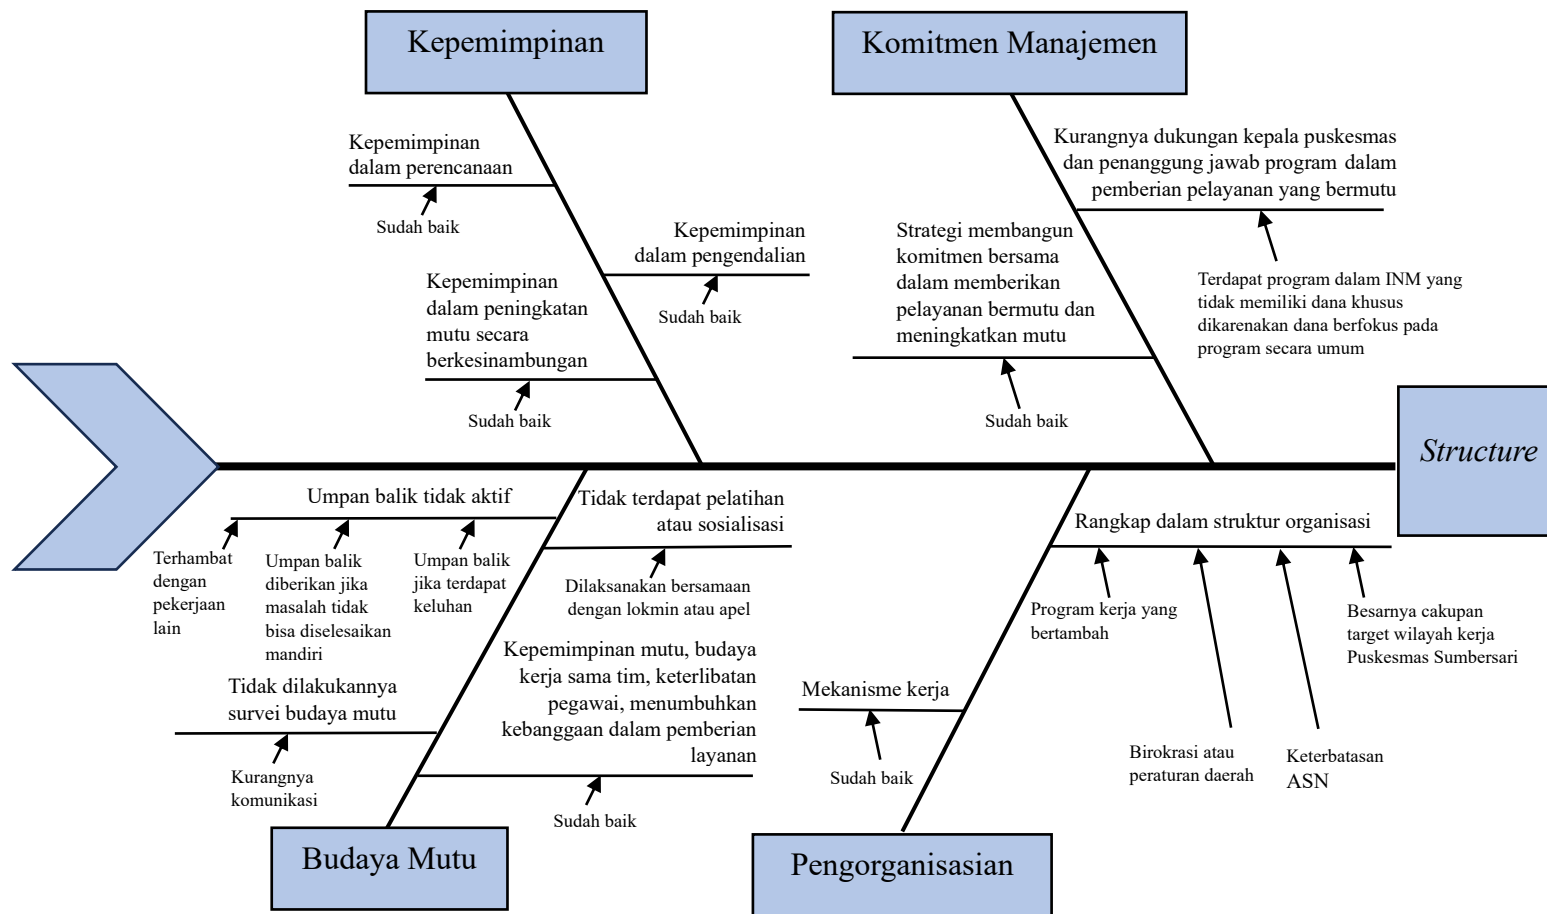 Kepemimpinan
Komitmen Manajemen
Kepemimpinan
dalam perencanaan
Sudah baik
Kepemimpinan
dalam pengendalian
Sudah baik
Kepemimpinan
dalam peningkatan
mutu secara
berkesinambungan
Sudah baik
Kurangnya dukungan kepala puskesmas
dan penanggung jawab program dalam
pemberian pelayanan yang bermutu
Terdapat program dalam INM yang
tidak memiliki dana khusus
dikarenakan dana berfokus pada
program secara umum
Strategi membangun
komitmen bersama
dalam memberikan
pelayanan bermutu dan
meningkatkan mutu
Sudah baik
Structure
Umpan balik tidak aktif
Terhambat
dengan
pekerjaan
lain
Umpan balik
diberikan jika
masalah tidak
bisa diselesaikan
mandiri
Umpan balik
jika terdapat
keluhan
Tidak terdapat pelatihan
atau sosialisasi
Dilaksanakan bersamaan
dengan lokmin atau apel
Tidak dilakukannya
survei budaya mutu
Kurangnya
komunikasi
Kepemimpinan mutu, budaya
kerja sama tim, keterlibatan
pegawai, menumbuhkan
kebanggaan dalam pemberian
layanan
Sudah baik
Rangkap dalam struktur organisasi
Program kerja yang
bertambah
Birokrasi atau
peraturan daerah
Keterbatasan
ASN
Besarnya cakupan
target wilayah kerja
Puskesmas Sumbersari
Mekanisme kerja
Sudah baik
Budaya Mutu
Pengorganisasian